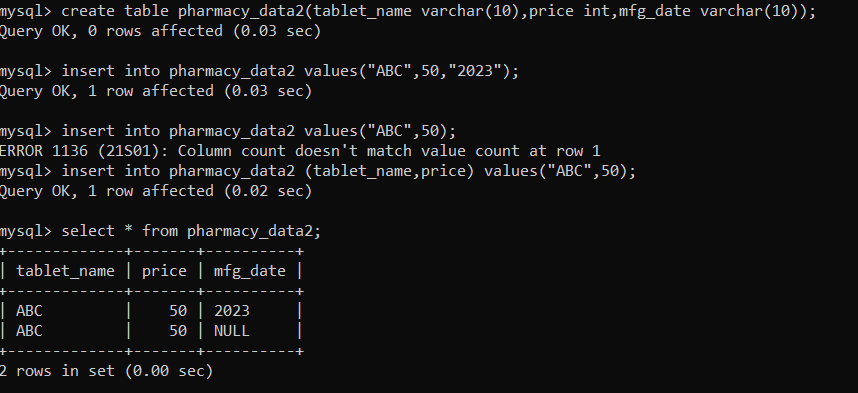 mysql> create table pharmacy_data2(tablet_name varchar(10),price int,mfg_date varchar(10));
Query OK, 0 rows affected (0.03 sec)
mysql> insert into pharmacy_data2 values("ABC",50,"2023");
Query OK, 1 row affected (0.03 sec)
mysql> insert into pharmacy_data2 values("ABC",50);
ERROR 1136 (21S01): Column count doesn't match value count at row 1
mysql> insert into pharmacy_data2 (tablet_name,price) values("ABC",50);
Query OK, 1 row affected (0.02 sec)
mysql> select * from pharmacy_data2;
+-------------+-------+----------+
| tablet_name | price | mfg_date |
+-------------+-------+----------+
| ABC         |    50 | 2023     |
| ABC         |    50 | NULL     |
+-------------+-------+----------+
2 rows in set (0.00 sec)